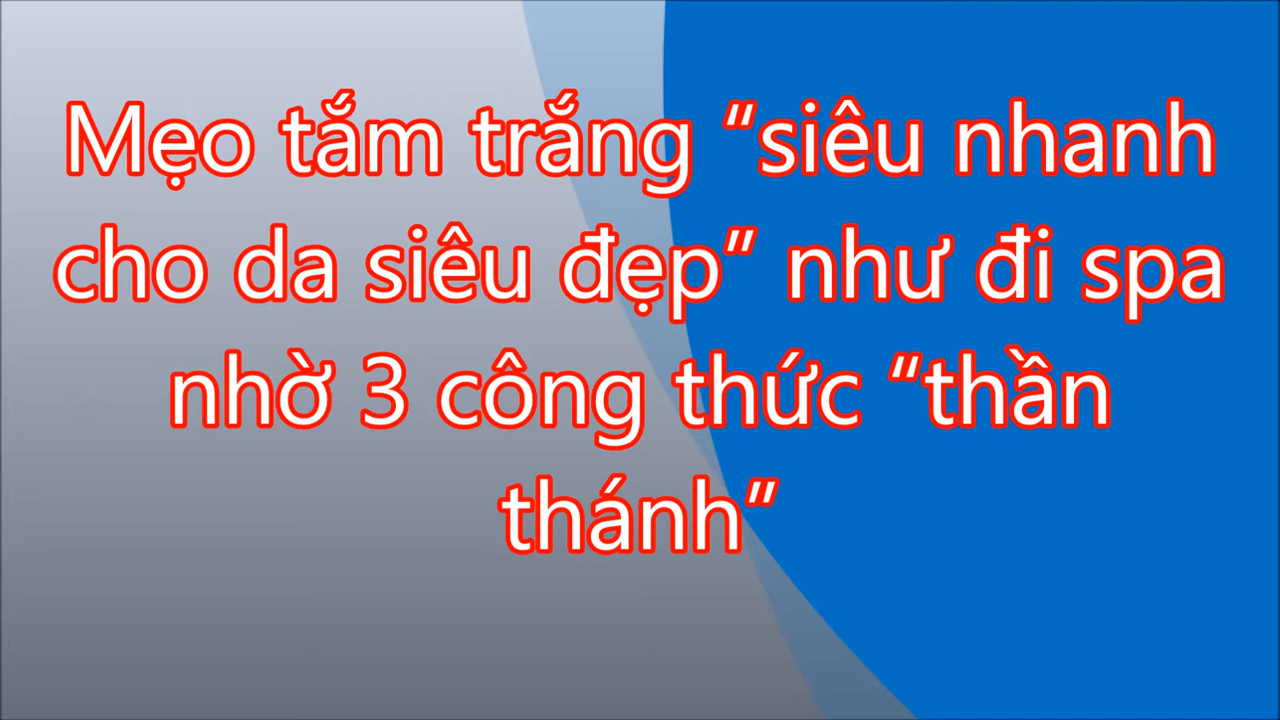 Mẹo tắm trắng “siêu nhanh
cho da siêu đẹp” như đi spa
nhờ 3 công thức “thần
thánh”